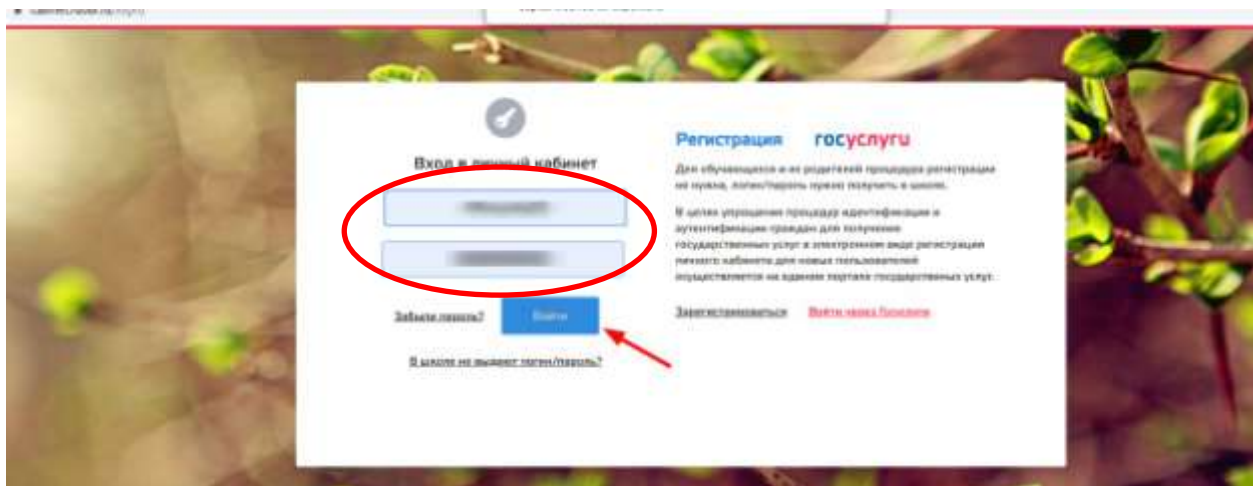 Вход в личный кабинет
Забыли пароль?
Войти
В школе не выдают логин/пароль?
Регистрация госуслуги
Для обучающихся и их родителей процедура регистрации
не нужна, логин/пароль нужно получить в школе.
В целях упрощения процедур идентификации и
аутентификации граждан для получения
государственных услуг в электронном виде регистрация
личного кабинета для новых пользователей
осуществляется на едином портале государственных услуг.
Зарегистрироваться Войти через Госуслуги